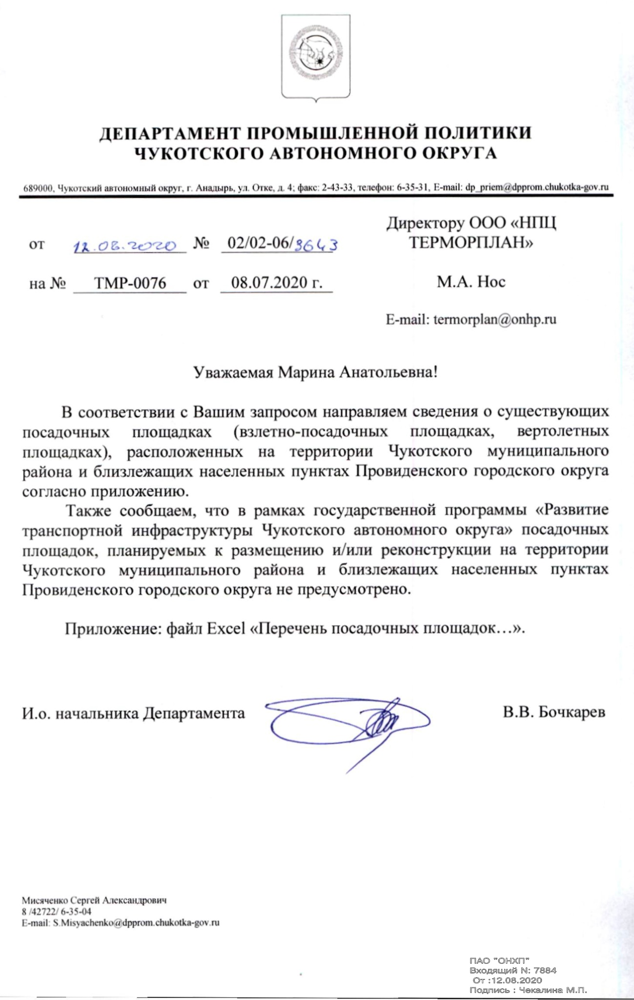 ДЕПАРТАМЕНТ ПРОМЫШЛЕННОЙ ПОЛИТИКИ
ЧУКОТСКОГО АВТОНОМНОГО ОКРУГА
689000, Чукотский автономный округ, г. Анадырь, ул. Отке, д. 4; факс: 2-43-33, телефон: 6-35-31, E-mail: dp_priem@dpprom.chukotka-gov.ru
от 12.08.2020 № 02/02-06/3643
на № ТМР-0076 от 08.07.2020 г.
Директору ООО «НПЦ
ТЕРМОРПЛАН»
М.А. Нос
E-mail: termorplan@onhp.ru
Уважаемая Марина Анатольевна!
В соответствии с Вашим запросом направляем сведения о существующих
посадочных площадках (взлетно-посадочных площадках, вертолетных
площадках), расположенных на территории Чукотского муниципального
района и близлежащих населенных пунктах Провиденского городского округа
согласно приложению.
Также сообщаем, что в рамках государственной программы «Развитие
транспортной инфраструктуры Чукотского автономного округа» посадочных
площадок, планируемых к размещению и/или реконструкции на территории
Чукотского муниципального района и близлежащих населенных пунктах
Провиденского городского округа не предусмотрено.
Приложение: файл Excel «Перечень посадочных площадок…».
И.о. начальника Департамента
В.В. Бочкарев
Мисяченко Сергей Александрович
8 /42722/ 6-35-04
E-mail: S.Misyachenko@dpprom.chukotka-gov.ru
ПАО "ОНХП"
Входящий N: 7884
От :12.08.2020
Подпись : Чекалина М.П.